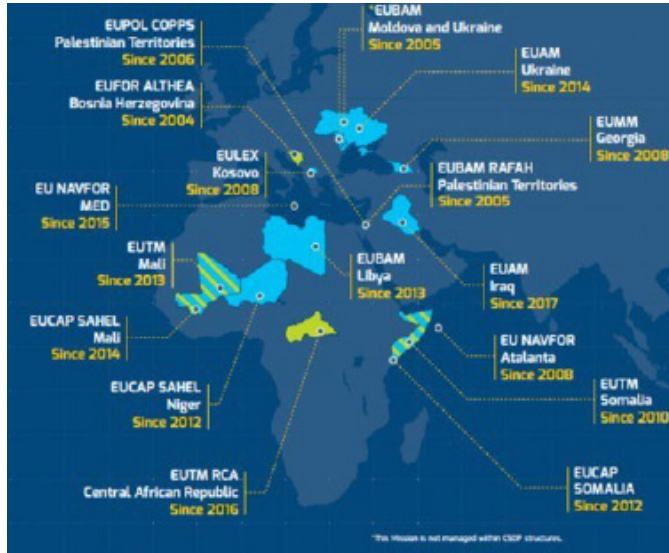 EUPOL COPPS
Palestinian Territories
Since 2006
*EUBAM
Moldova and Ukraine
Since 2005
EUAM
Ukraine
Since 2014
EUFOR ALTHEA
Bosnia Herzegovina
Since 2004
EUMM
Georgia
Since 2008
EULEX
Kosovo
Since 2008
EUBAM RAFAH
Palestinian Territories
Since 2005
EU NAVFOR
MED
Since 2015
EUTM
Mali
Since 2013
EUBAM
Libya
Since 2013
EUAM
Iraq
Since 2017
EUCAP SAHEL
Mali
Since 2014
EU NAVFOR
Atalanta
Since 2008
EUCAP SAHEL
Niger
Since 2012
EUTM
Somalia
Since 2010
EUTM RCA
Central African Republic
Since 2016
EUCAP
SOMALIA
Since 2012
*This Mission is not managed within CSDP structures.